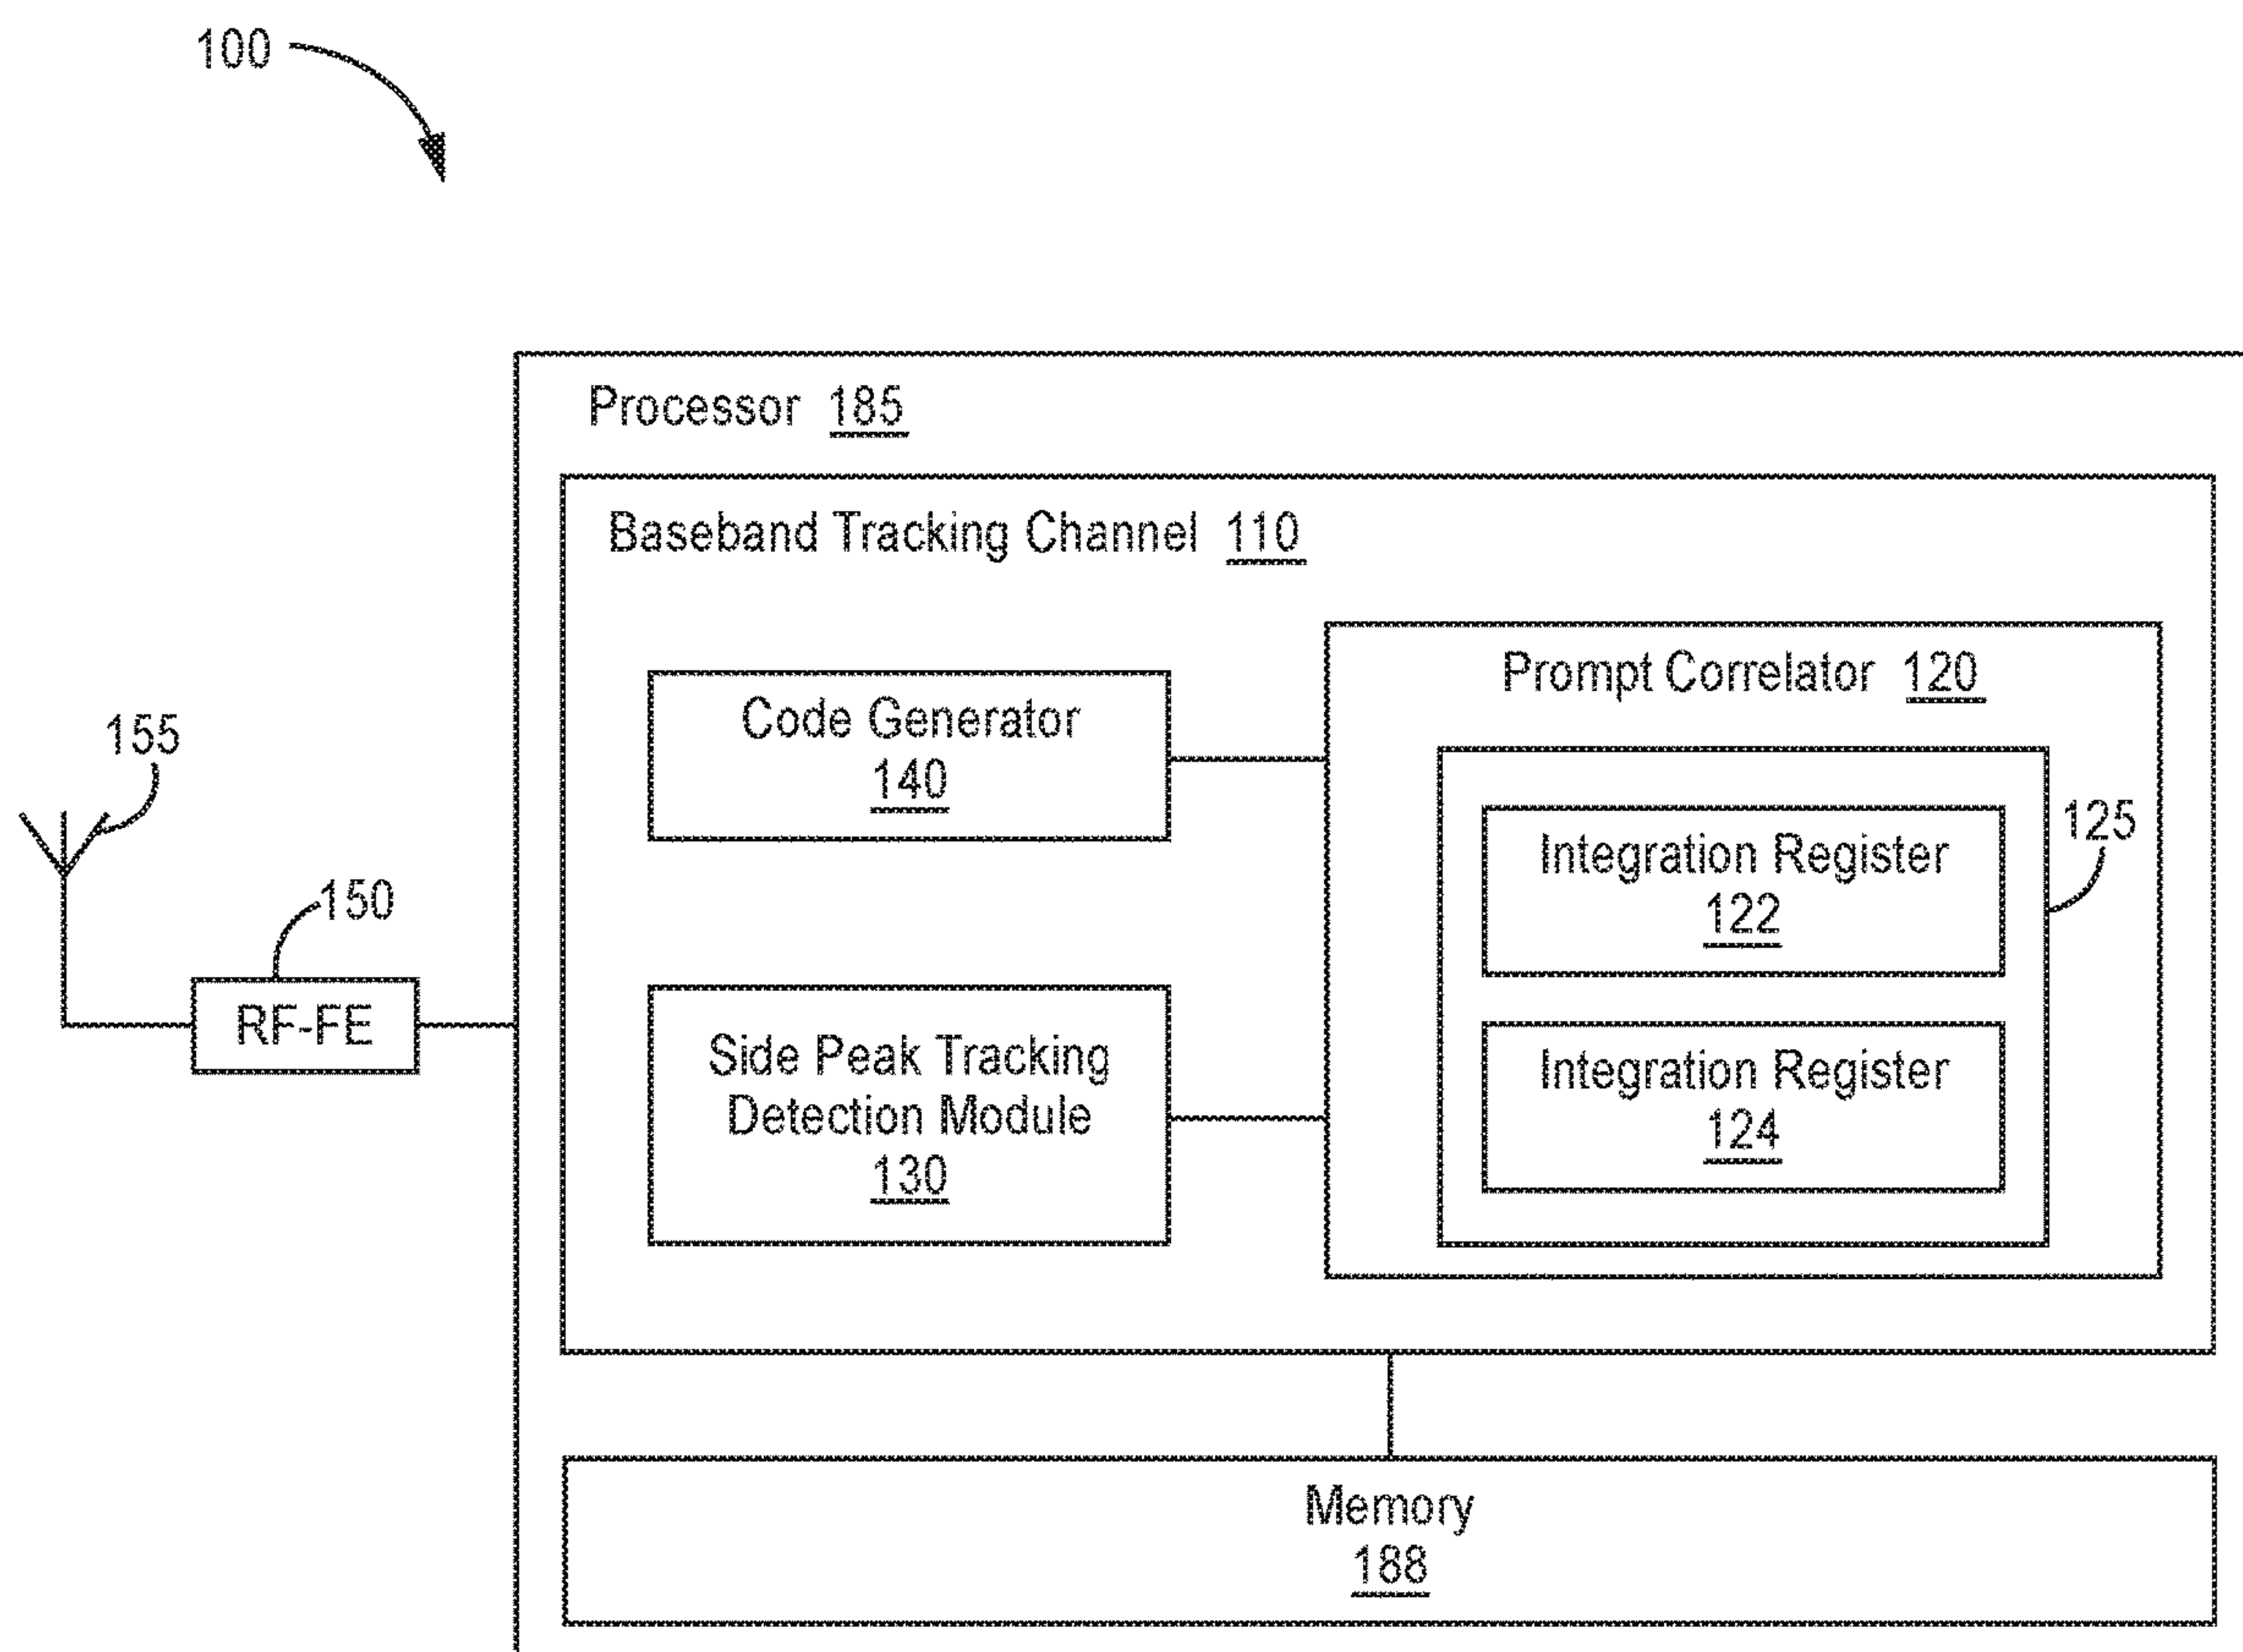 100
Processor 185
Baseband Tracking Channel 110
Prompt Correlator 120
Code Generator
140
155
125
Integration Register
122
150
RF-FE
Side Peak Tracking
Detection Module
130
Integration Register
124
Memory
188